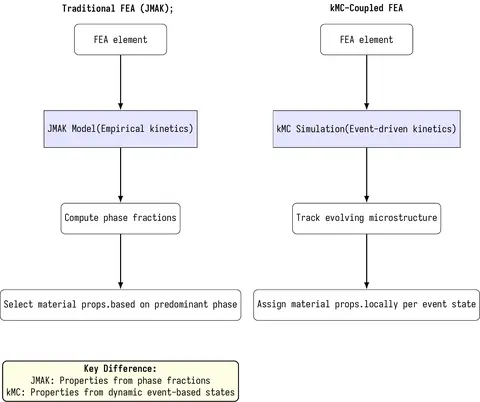 Traditional FEA (JMAK);
FEA element
JMAK Model(Empirical kinetics)
Compute phase fractions
Select material props.based on predominant phase
kMC-Coupled FEA
FEA element
kMC Simulation(Event-driven kinetics)
Track evolving microstructure
Assign material props.locally per event state
Key Difference:
JMAK: Properties from phase fractions
kMC: Properties from dynamic event-based states